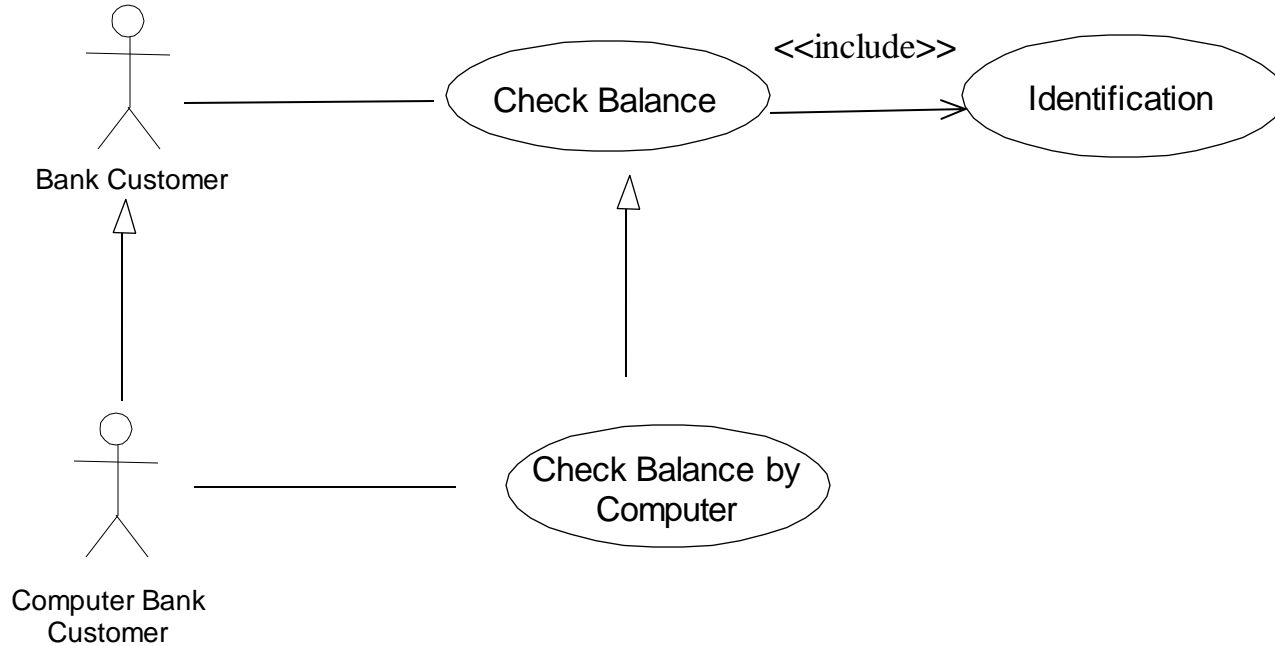 <<include>>
Check Balance
Identification
Bank Customer
Check Balance by
Computer
Computer Bank
Customer